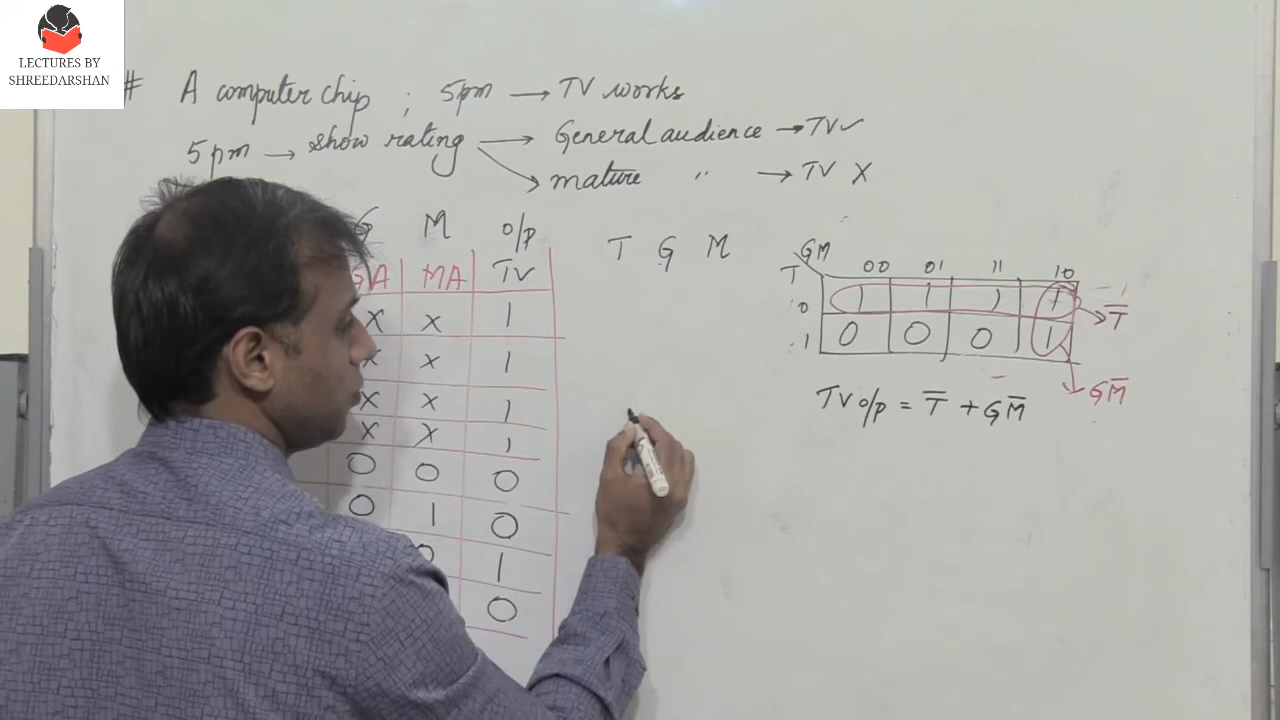 LECTURES BY
SHREEDARSHAN
# A computer chip ; 5pm → TV works
5pm → show rating → General audience → TV ✓
→ mature " → TV X
G M o/p
GA MA TV
X X 1
X X 1
X X 1
X X 1
0 0 0
0 1 0
0 1
0
T G M
GM
T 00 01 11 10
0 1 1 1 1 → T̅
1 0 0 0 1
→ GM̅
TV o/p = T̅ + GM̅